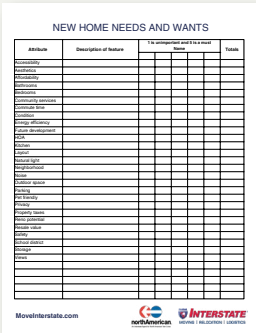 NEW HOME NEEDS AND WANTS
Attribute Description of feature 1 is unimportant and 5 is a must Totals
Name
Accessibility
Aesthetics
Affordability
Bathrooms
Bedrooms
Community services
Commute time
Condition
Energy efficiency
Future development
HOA
Kitchen
Layout
Natural light
Neighborhood
Noise
Outdoor space
Parking
Pet friendly
Privacy
Property taxes
Reno potential
Resale value
Safety
School district
Storage
Views
MoveInterstate.com
northAmerican
INTERSTATE
MOVING | RELOCATION | LOGISTICS